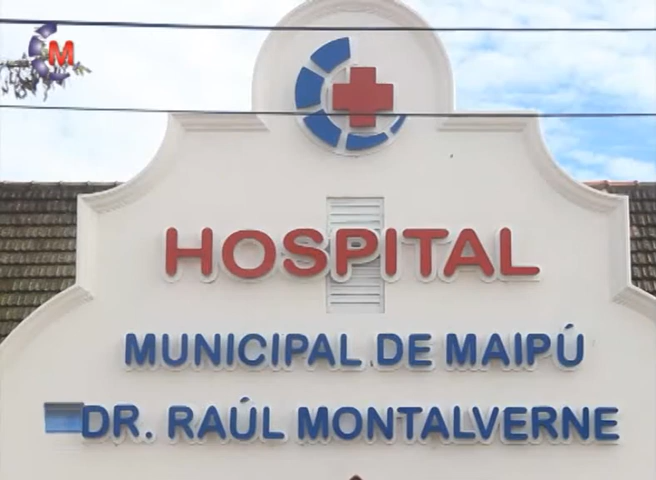 M
HOSPITAL
MUNICIPAL DE MAIPÚ
DR. RAÚL MONTALVERNE